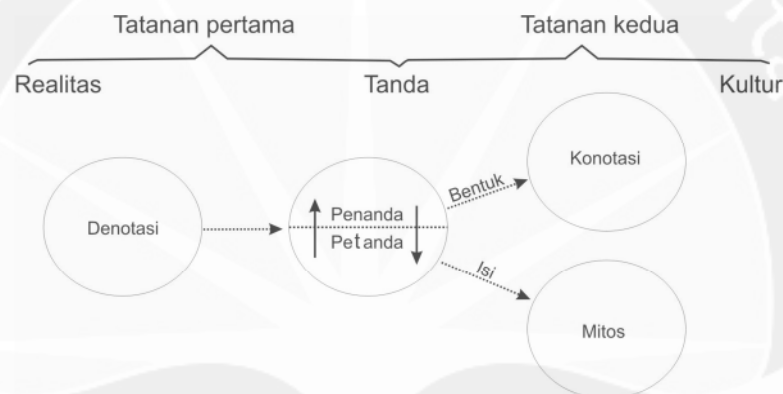 Tatanan pertama
Tatanan kedua
Realitas
Tanda
Kultur
Denotasi
Penanda
Petanda
Bentuk
Isi
Konotasi
Mitos